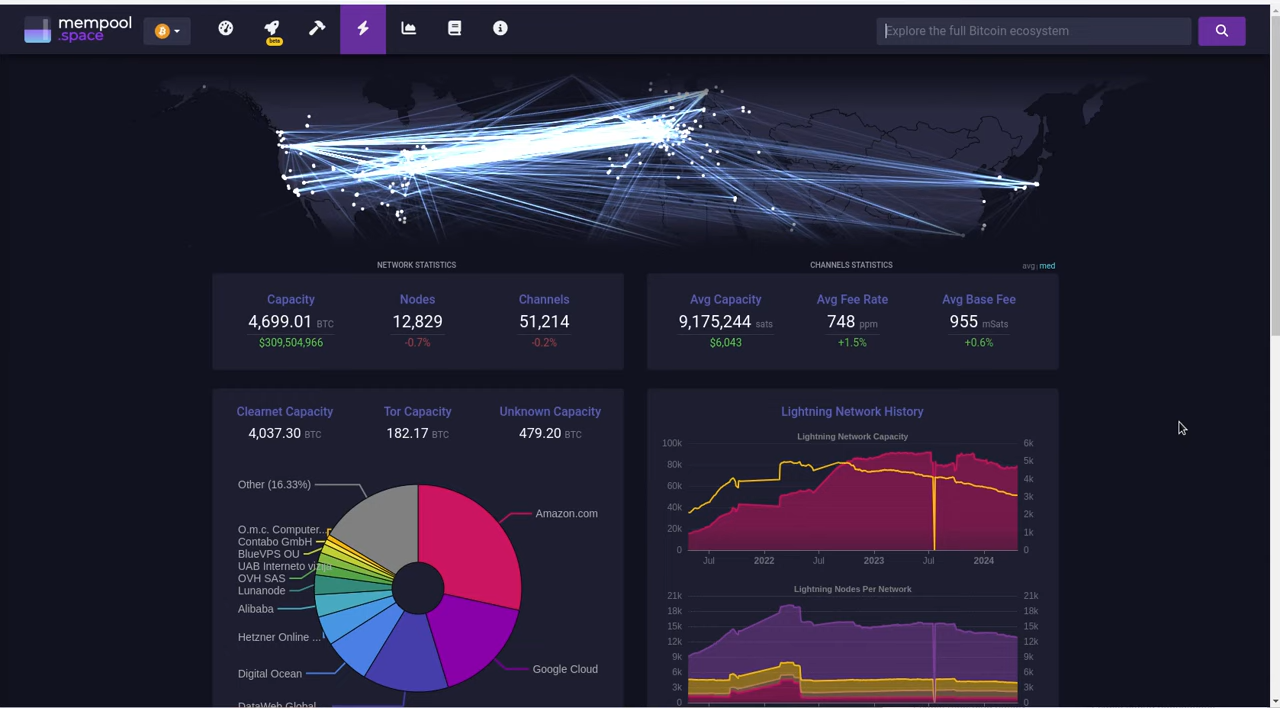 mempool
.space
beta
Explore the full Bitcoin ecosystem
NETWORK STATISTICS
Capacity
Nodes
Channels
4,699.01 BTC
12,829
51,214
$309,504,966
-0.7%
-0.2%
CHANNELS STATISTICS
avg | med
Avg Capacity
Avg Fee Rate
Avg Base Fee
9,175,244 sats
748 ppm
955 mSats
$6,043
+1.5%
+0.6%
Clearnet Capacity
Tor Capacity
Unknown Capacity
4,037.30 BTC
182.17 BTC
479.20 BTC
Other (16.33%)
Amazon.com
O.m.c. Computer...
Contabo GmbH
BlueVPS OU
UAB Interneto vizija
OVH SAS
Lunanode
Alibaba
Hetzner Online ...
Google Cloud
Digital Ocean
DataWeb Global
Lightning Network History
Lightning Network Capacity
100k 6k
80k 5k
4k
60k
3k
40k
2k
20k 1k
0 0
Jul 2022 Jul 2023 Jul 2024
Lightning Nodes Per Network
21k 21k
18k 18k
15k 15k
12k 12k
9k 9k
6k 6k
3k 3k
0 0